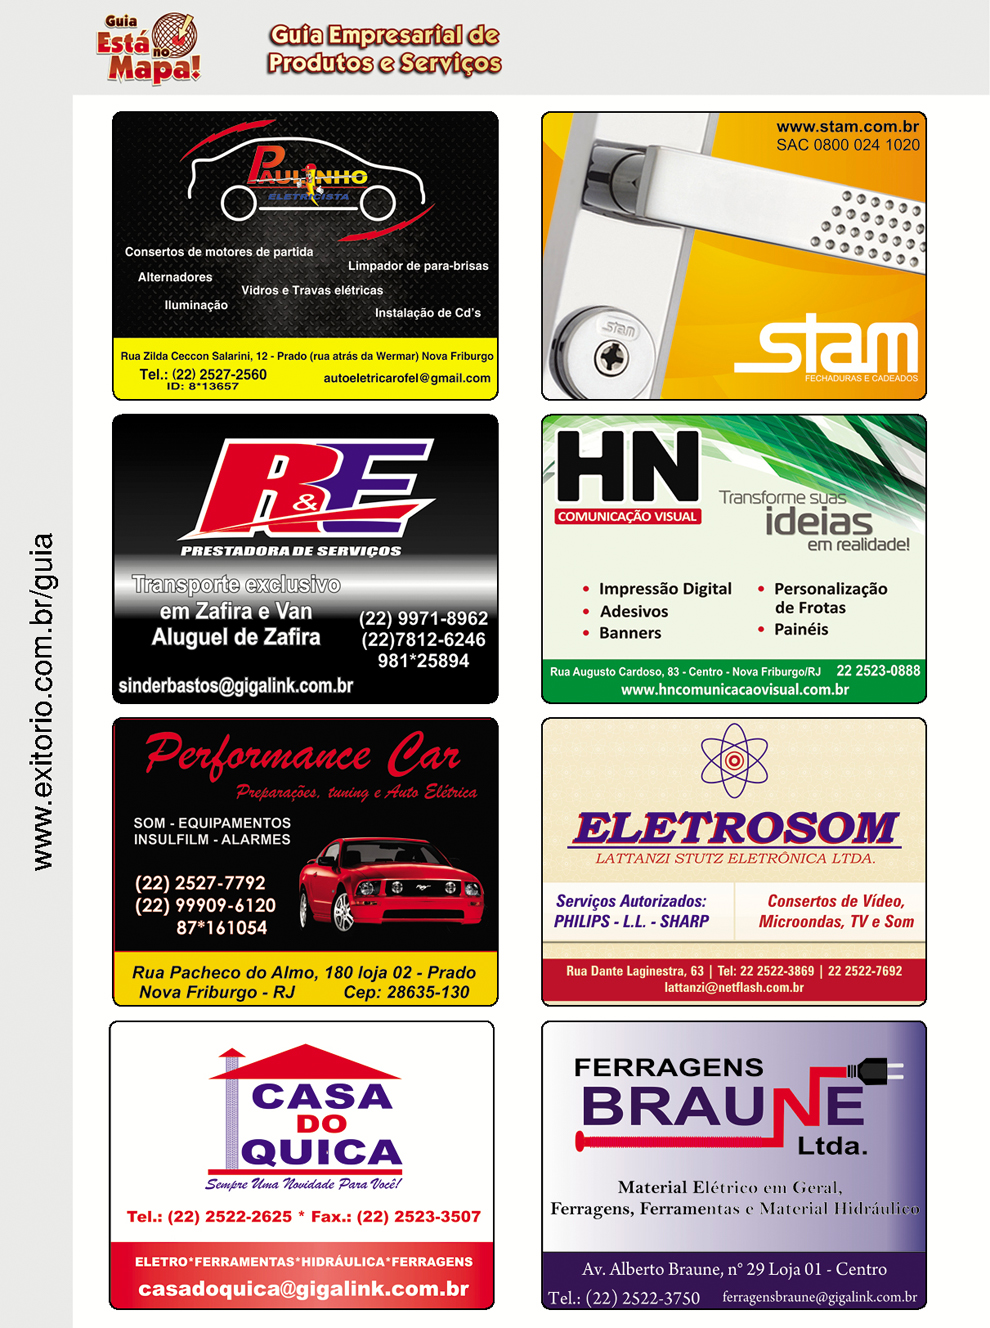 Guia
Está
no
Mapa!
Guia Empresarial de
Produtos e Serviços
www.exitorio.com.br/guia
PAULINHO
ELETRICISTA
Consertos de motores de partida
Limpador de para-brisas
Alternadores
Vidros e Travas elétricas
Iluminação
Instalação de Cd's
Rua Zilda Ceccon Salarini, 12 - Prado (rua atrás da Wermar) Nova Friburgo
Tel.: (22) 2527-2560
autoeletricarofel@gmail.com
ID: 8*13657
www.stam.com.br
SAC 0800 024 1020
stam
stam
FECHADURAS E CADEADOS
R&E
PRESTADORA DE SERVIÇOS
Transporte exclusivo
em Zafira e Van
Aluguel de Zafira
(22) 9971-8962
(22)7812-6246
981*25894
sinderbastos@gigalink.com.br
HN
COMUNICAÇÃO VISUAL
Transforme suas
ideias
em realidade!
• Impressão Digital
• Adesivos
• Banners
• Personalização
de Frotas
• Painéis
Rua Augusto Cardoso, 83 - Centro - Nova Friburgo/RJ 22 2523-0888
www.hncomunicacaovisual.com.br
Performance Car
Preparações, tuning e Auto Elétrica
SOM - EQUIPAMENTOS
INSULFILM - ALARMES
(22) 2527-7792
(22) 99909-6120
87*161054
Rua Pacheco do Almo, 180 loja 02 - Prado
Nova Friburgo - RJ Cep: 28635-130
ELETROSOM
LATTANZI STUTZ ELETRÔNICA LTDA.
Serviços Autorizados:
PHILIPS - L.L. - SHARP
Consertos de Vídeo,
Microondas, TV e Som
Rua Dante Laginestra, 63 | Tel: 22 2522-3869 | 22 2522-7692
lattanzi@netflash.com.br
CASA
DO
QUICA
Sempre Uma Novidade Para Você!
Tel.: (22) 2522-2625 * Fax.: (22) 2523-3507
ELETRO*FERRAMENTAS*HIDRÁULICA*FERRAGENS
casadoquica@gigalink.com.br
FERRAGENS
BRAUNE
Ltda.
Material Elétrico em Geral,
Ferragens, Ferramentas e Material Hidráulico
Av. Alberto Braune, n° 29 Loja 01 - Centro
Tel.: (22) 2522-3750 ferragensbraune@gigalink.com.br